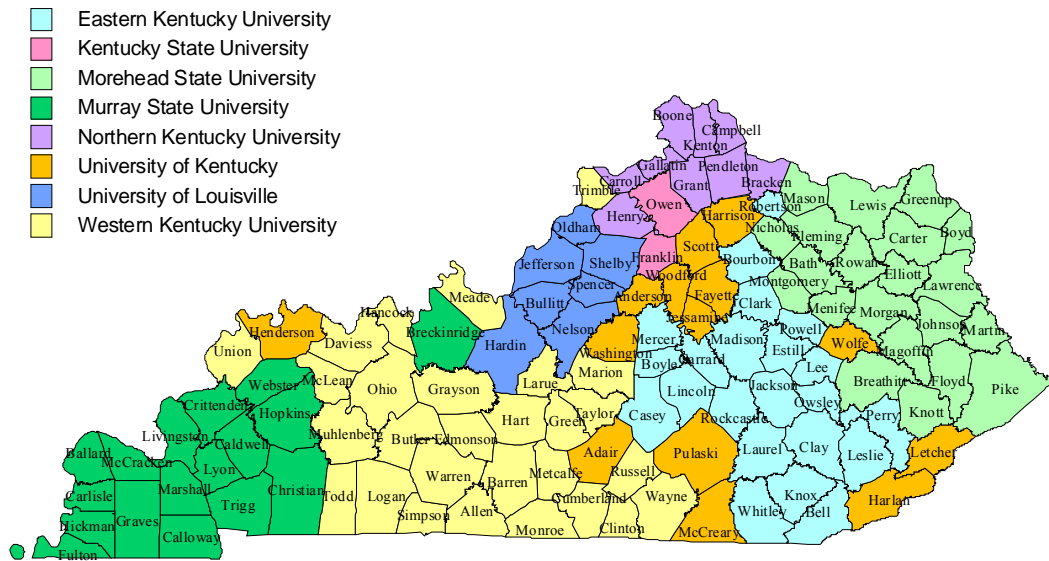 Eastern Kentucky University
Kentucky State University
Morehead State University
Murray State University
Northern Kentucky University
University of Kentucky
University of Louisville
Western Kentucky University
Boone
Campbell
Kenton
Gallatin
Pendleton
Carroll
Grant
Bracken
Trimble
Owen
Mason
Robertson
Lewis
Greenup
Henry
Harrison
Oldham
Nicholas
Fleming
Carter
Boyd
Scott
Franklin
Bourbon
Jefferson
Shelby
Bath
Rowan
Elliott
Woodford
Montgomery
Spencer
Lawrence
Anderson
Fayette
Clark
Meade
Bullitt
Menifee
Morgan
Hancock
Jessamine
Johnson
Martin
Breckinridge
Nelson
Henderson
Mercer
Madison
Powell
Wolfe
Daviess
Hardin
Washington
Estill
Magoffin
Union
Boyle
Garrard
Lee
Marion
McLean
Ohio
Grayson
Larue
Breathitt
Floyd
Pike
Webster
Lincoln
Jackson
Owsley
Crittenden
Hopkins
Hart
Taylor
Green
Casey
Rockcastle
Perry
Knott
Livingston
Muhlenberg
Butler
Edmonson
Caldwell
Adair
Pulaski
Laurel
Clay
Leslie
Letcher
Ballard
McCracken
Lyon
Warren
Metcalfe
Russell
Barren
Carlisle
Marshall
Christian
Todd
Logan
Cumberland
Wayne
Knox
Harlan
Trigg
Simpson
Allen
Whitley
Bell
Hickman
Graves
Calloway
Monroe
Clinton
McCreary
Fulton